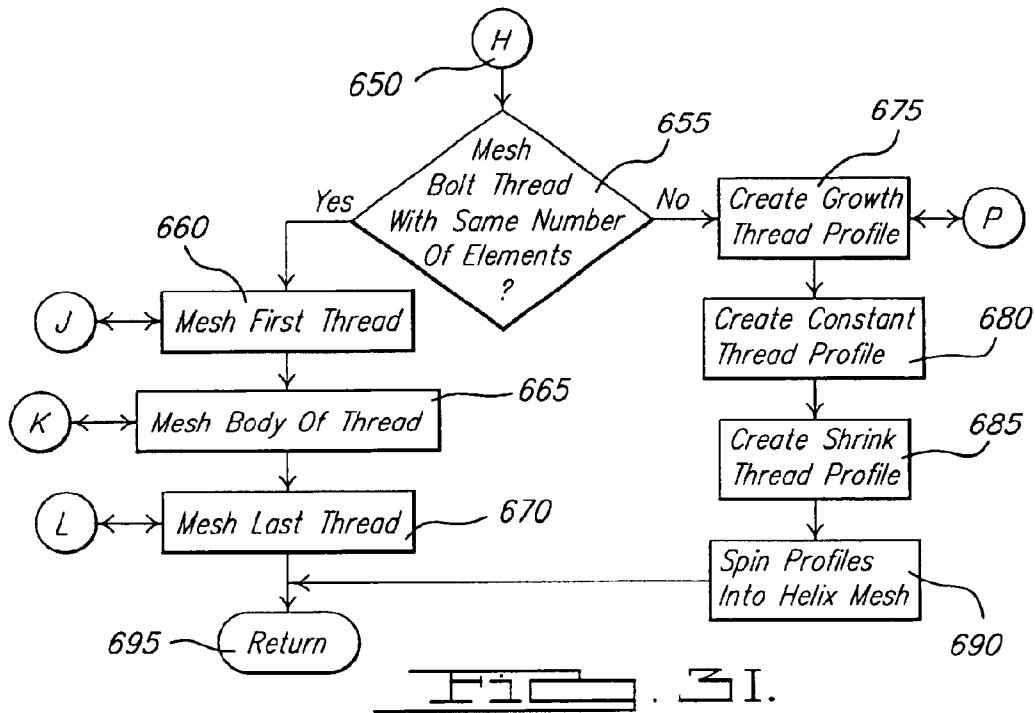 H
650
Mesh
Bolt Thread
With Same Number
Of Elements
?
655
Yes
No
675
Create Growth
Thread Profile
P
660
J
Mesh First Thread
Create Constant
Thread Profile
680
K
Mesh Body Of Thread
665
Create Shrink
Thread Profile
685
L
Mesh Last Thread
670
Spin Profiles
Into Helix Mesh
690
695
Return
FIG. 3I.